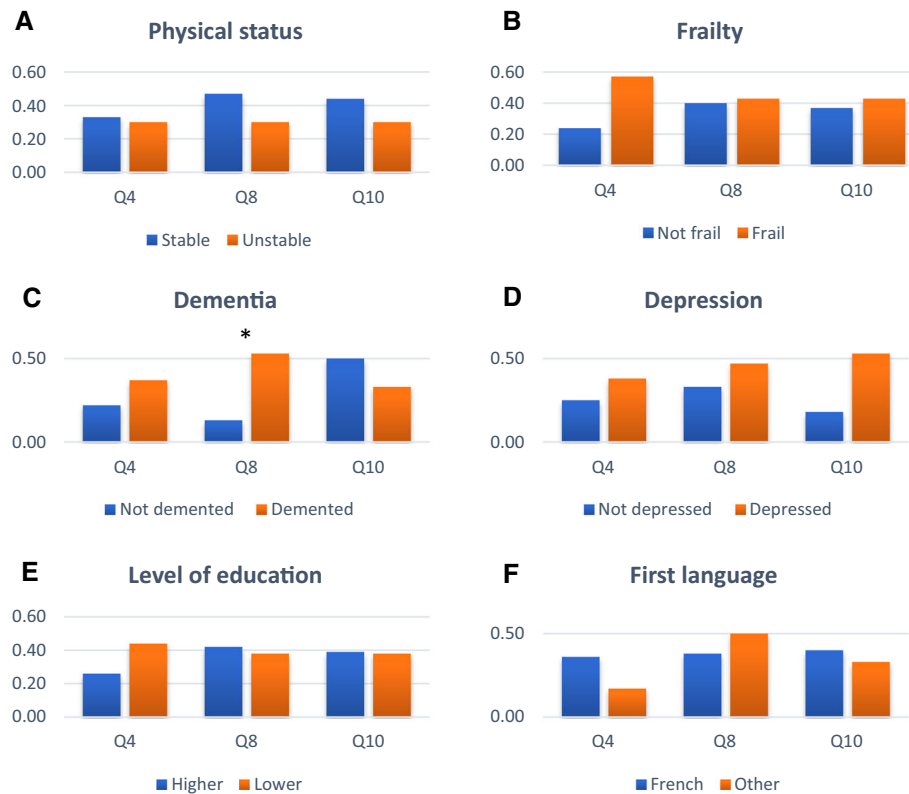 A
Physical status
0.60
0.40
0.20
0.00
Q4 Q8 Q10
Stable Unstable
B
Frailty
0.60
0.40
0.20
0.00
Q4 Q8 Q10
Not frail Frail
C
Dementia
*
0.50
0.00
Q4 Q8 Q10
Not demented Demented
D
Depression
0.50
0.00
Q4 Q8 Q10
Not depressed Depressed
E
Level of education
0.60
0.40
0.20
0.00
Q4 Q8 Q10
Higher Lower
F
First language
0.50
0.00
Q4 Q8 Q10
French Other